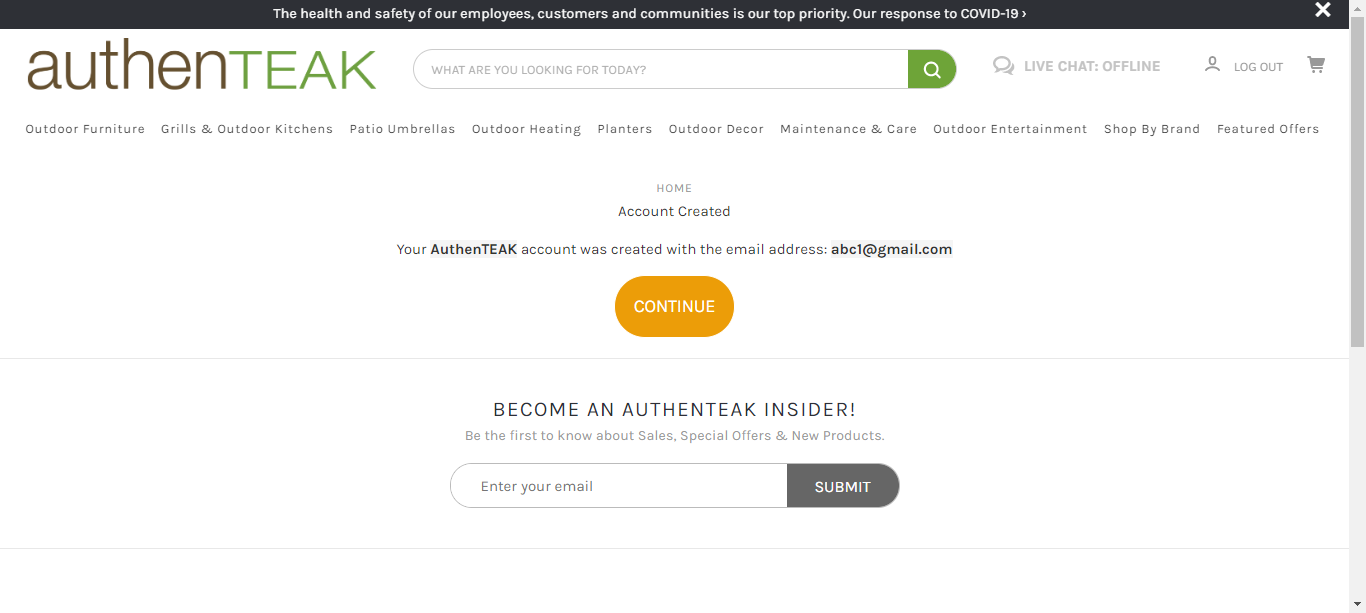 The health and safety of our employees, customers and communities is our top priority. Our response to COVID-19 ›
authenTEAK
WHAT ARE YOU LOOKING FOR TODAY?
LIVE CHAT: OFFLINE
LOG OUT
Outdoor Furniture Grills & Outdoor Kitchens Patio Umbrellas Outdoor Heating Planters Outdoor Decor Maintenance & Care Outdoor Entertainment Shop By Brand Featured Offers
HOME
Account Created
Your AuthenTEAK account was created with the email address: abc1@gmail.com
CONTINUE
BECOME AN AUTHENTEAK INSIDER!
Be the first to know about Sales, Special Offers & New Products.
Enter your email
SUBMIT